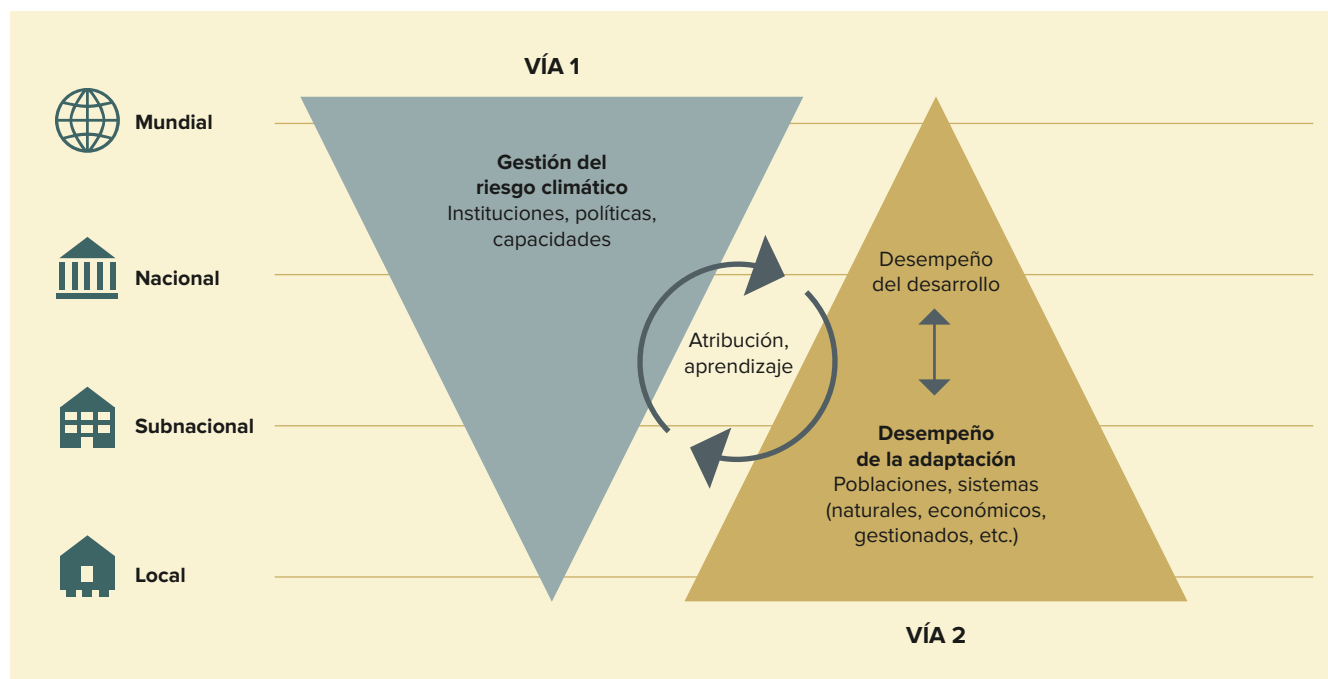 VÍA 1
Mundial
Gestión del
riesgo climático
Instituciones, políticas,
capacidades
Nacional
Desempeño
del desarrollo
Atribución,
aprendizaje
Subnacional
Desempeño
de la adaptación
Poblaciones, sistemas
(naturales, económicos,
gestionados, etc.)
Local
VÍA 2